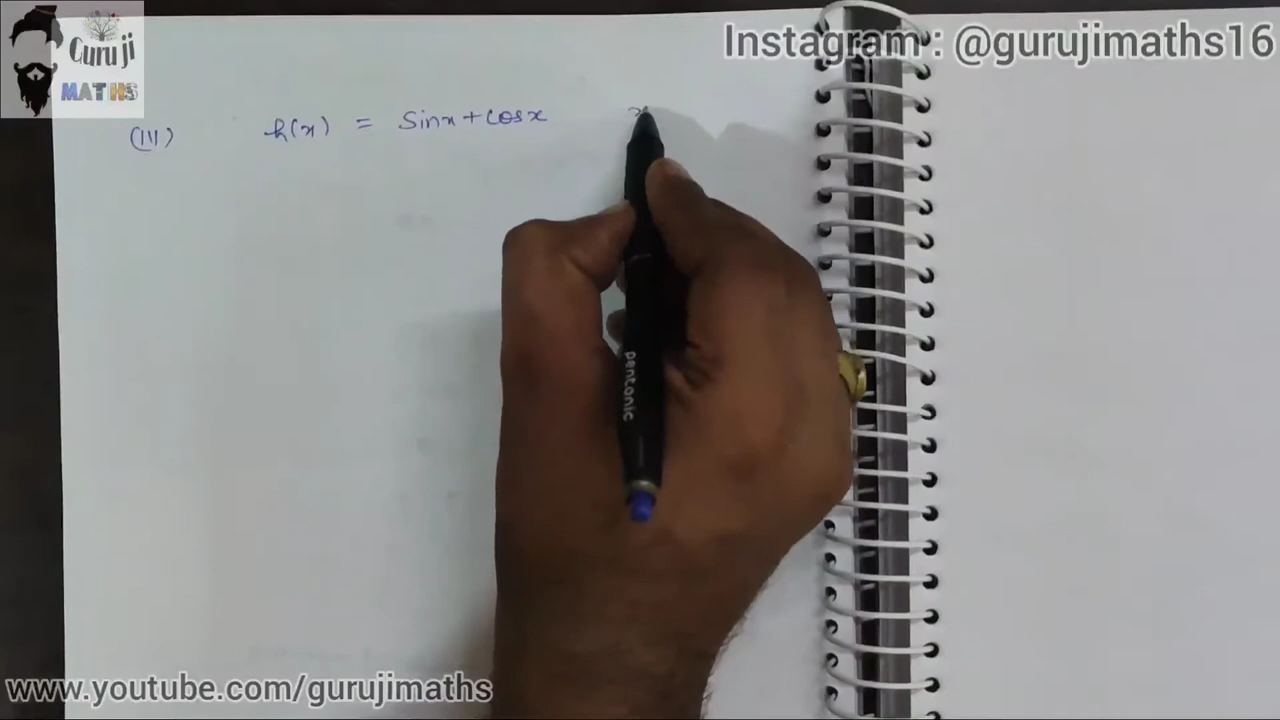 Guru ji
MATHS
Instagram : @gurujimaths16
(III) h(x) = sinx + cosx x
pentonic
www.youtube.com/gurujimaths